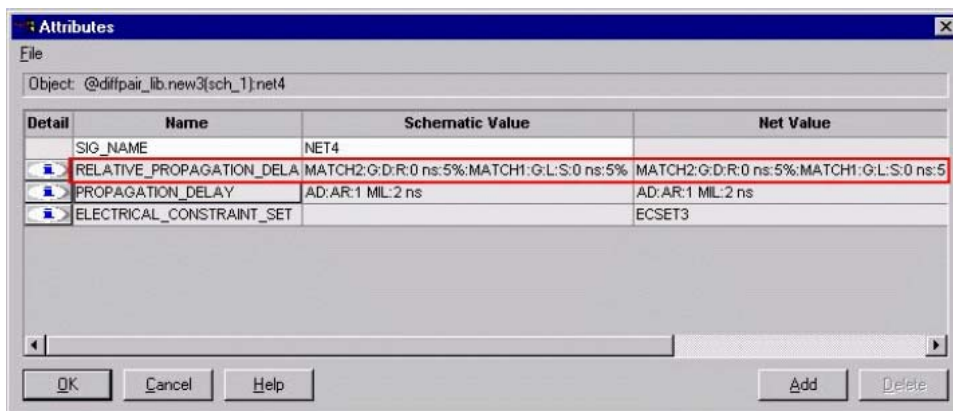 Attributes
File
Object: @diffpair_lib.new3(sch_1):net4
Detail Name Schematic Value Net Value
SIG_NAME NET4
RELATIVE_PROPAGATION_DELA MATCH2:G:D:R:0 ns:5%:MATCH1:G:L:S:0 ns:5% MATCH2:G:D:R:0 ns:5%:MATCH1:G:L:S:0 ns:5
PROPAGATION_DELAY AD:AR:1 MIL:2 ns AD:AR:1 MIL:2 ns
ELECTRICAL_CONSTRAINT_SET ECSET3
OK Cancel Help Add Delete